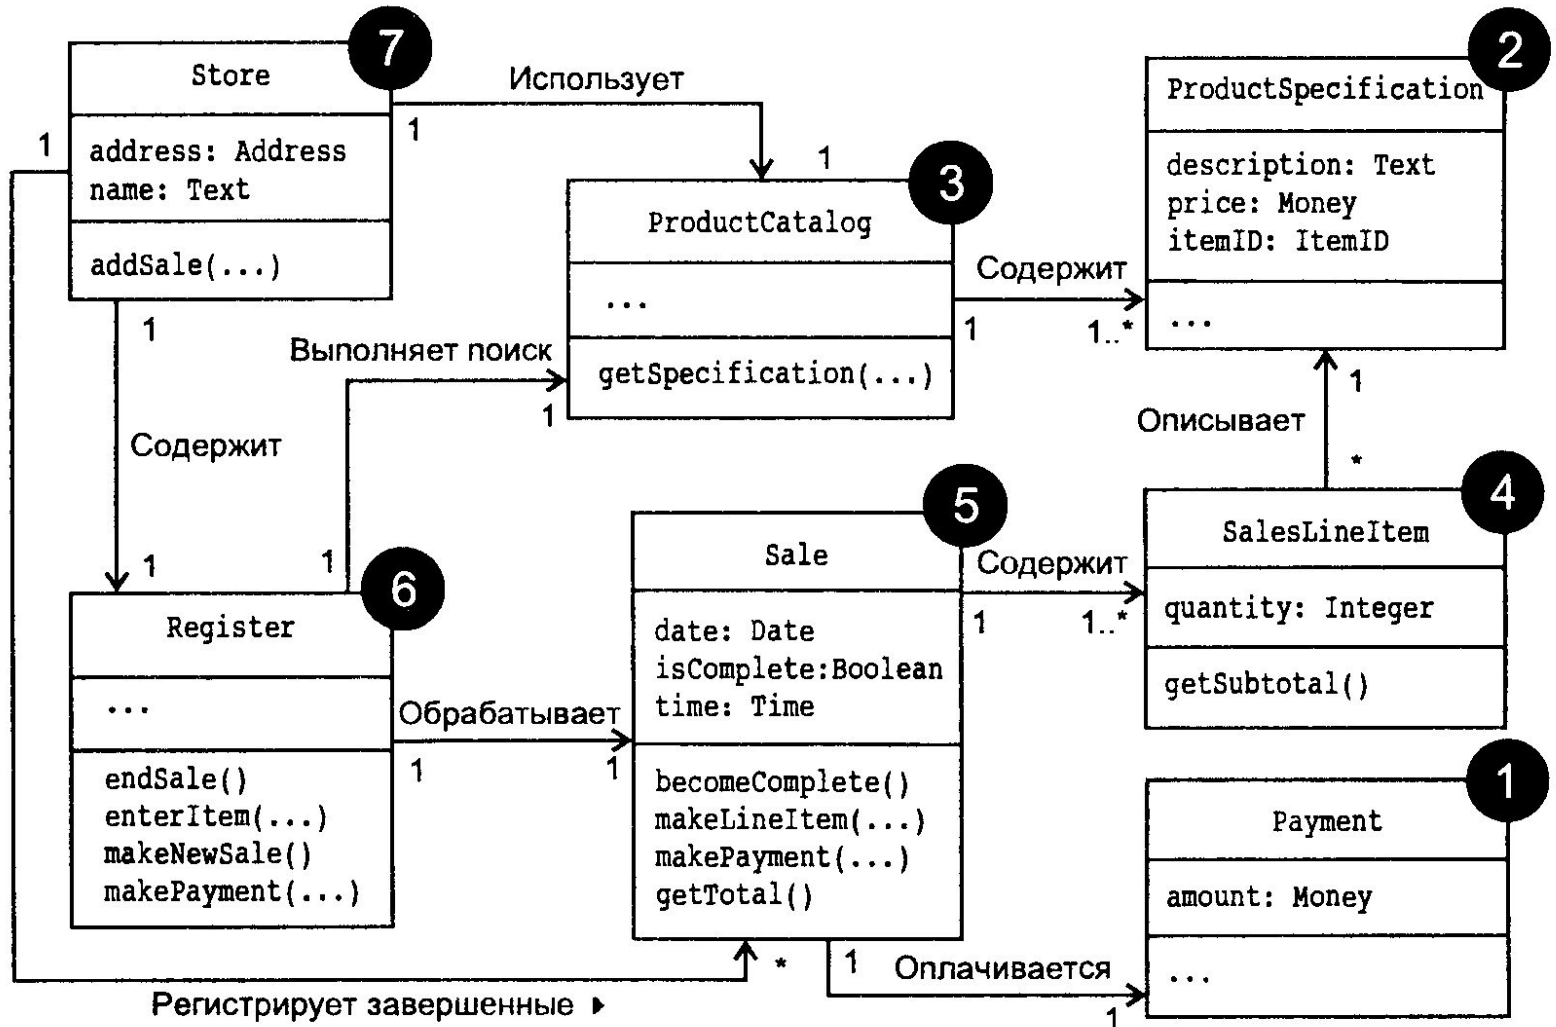 7
Store
address: Address
name: Text
addSale(...)
1
Использует
1
1
2
ProductSpecification
description: Text
price: Money
itemID: ItemID
...
3
ProductCatalog
...
getSpecification(...)
Содержит
1
1..*
1
Выполняет поиск
1
Содержит
1
1
Описывает
1
*
6
Register
...
endSale()
enterItem(...)
makeNewSale()
makePayment(...)
Обрабатывает
1
1
5
Sale
date: Date
isComplete:Boolean
time: Time
becomeComplete()
makeLineItem(...)
makePayment(...)
getTotal()
Содержит
1
1..*
4
SalesLineItem
quantity: Integer
getSubtotal()
1
Payment
amount: Money
...
*
1
Оплачивается
1
Регистрирует завершенные